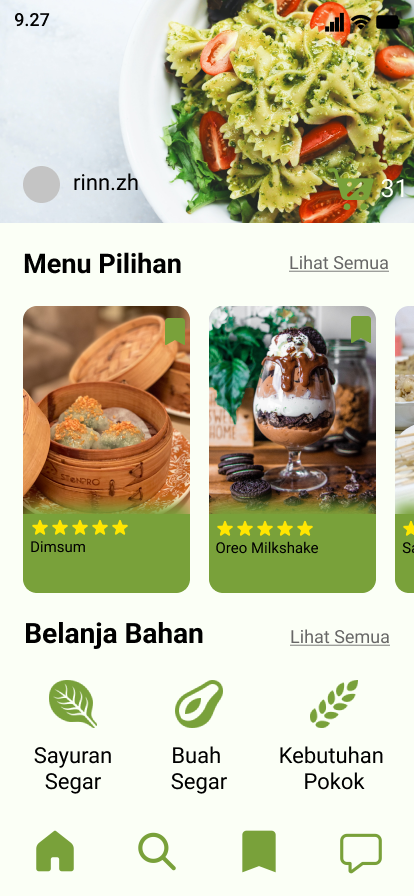 9.27
rinn.zh
31
Menu Pilihan
Lihat Semua
Dimsum
Oreo Milkshake
Sa
Belanja Bahan
Lihat Semua
Sayuran
Segar
Buah
Segar
Kebutuhan
Pokok